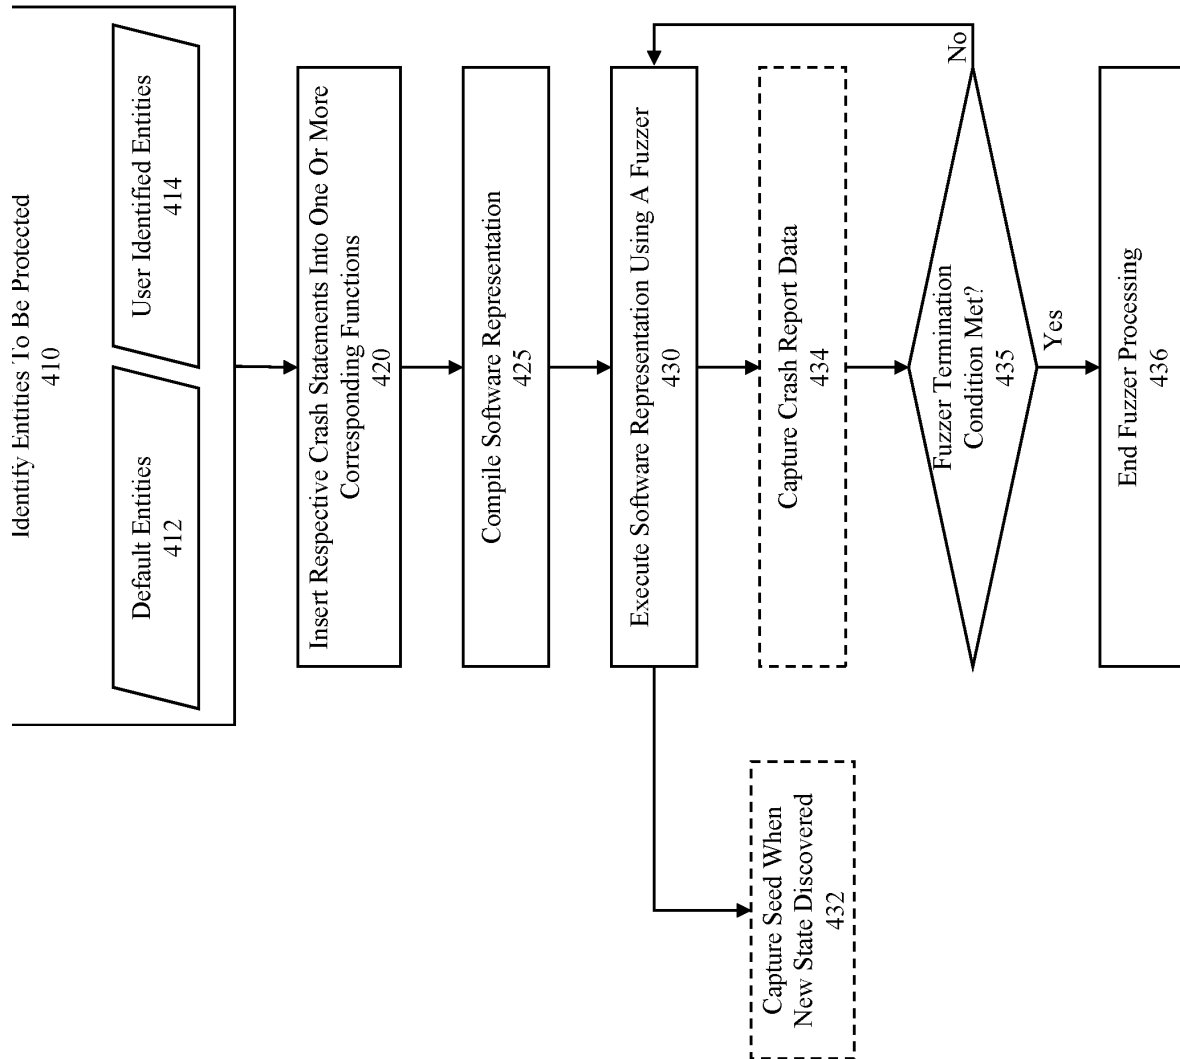 Identify Entities To Be Protected
410
Default Entities
412
User Identified Entities
414
Insert Respective Crash Statements Into One Or More
Corresponding Functions
420
Compile Software Representation
425
Execute Software Representation Using A Fuzzer
430
Capture Seed When
New State Discovered
432
Capture Crash Report Data
434
Fuzzer Termination
Condition Met?
435
No
Yes
End Fuzzer Processing
436